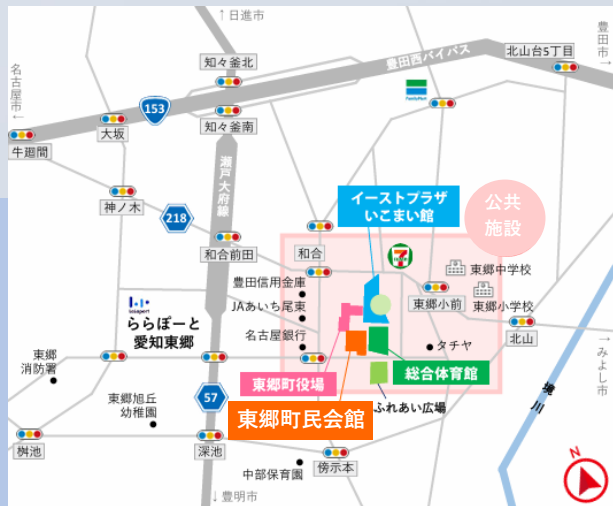 ↑日進市
豊田西バイパス
北山台5丁目
豊田市→
名古屋市←
知々釜北
FamilyMart
153
大坂
知々釜南
牛廻間
瀬戸大府線
イーストプラザ
いこまい館
公共
施設
神ノ木
218
和合前田
和合
7
東郷中学校
豊田信用金庫
JAあいち尾東
東郷小前
東郷小学校
北山
LaLaport
ららぽーと
愛知東郷
名古屋銀行
タチヤ
みよし市→
東郷
消防署
東郷町役場
総合体育館
57
東郷旭丘
幼稚園
東郷町民会館
ふれあい広場
境川
桝池
深池
傍示本
中部保育園
N
↓豊明市